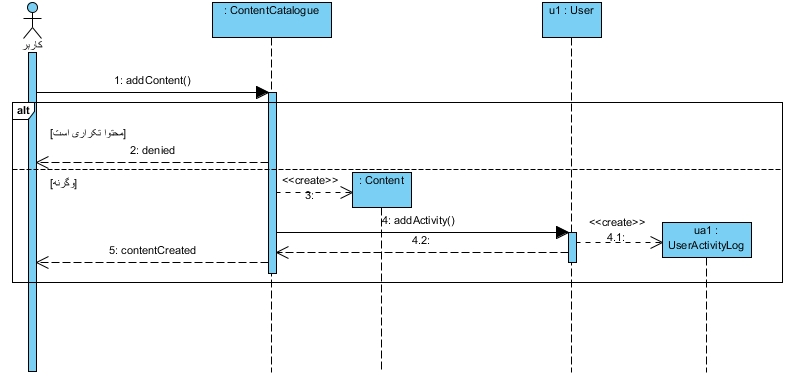 : ContentCatalogue
u1 : User
کاربر
1: addContent()
alt
[محتوا تکراری است]
2: denied
[وگرنه]
<<create>>
3:
: Content
4: addActivity()
<<create>>
4.1:
ua1 :
UserActivityLog
4.2:
5: contentCreated